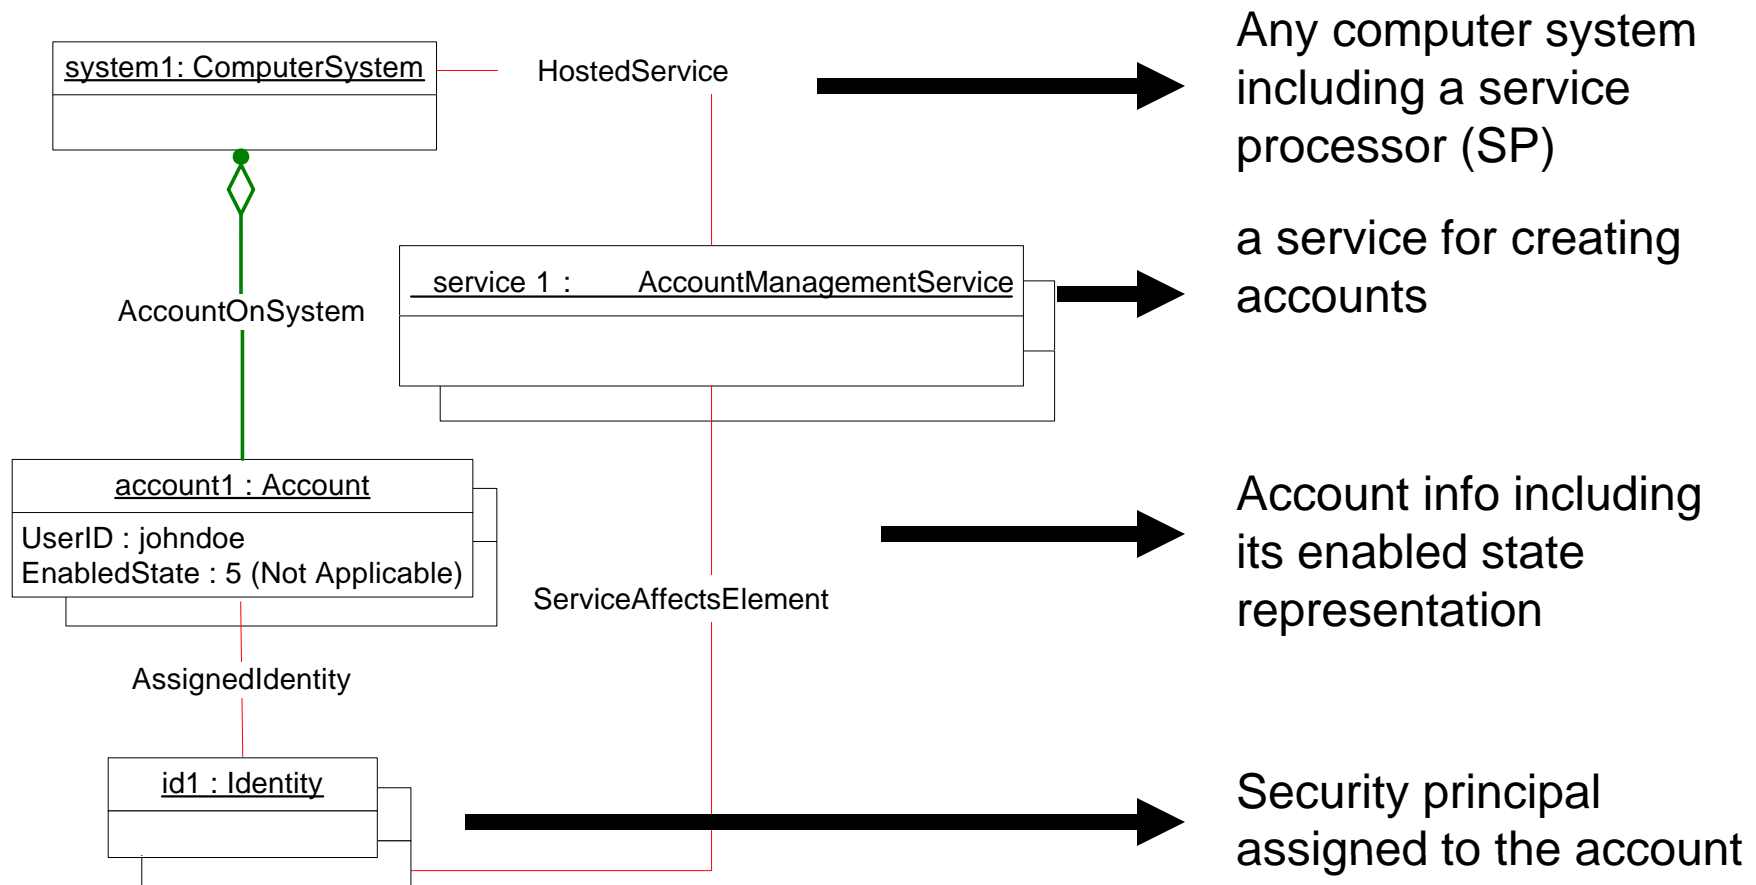 system1: ComputerSystem
HostedService
Any computer system
including a service
processor (SP)
service 1 : AccountManagementService
a service for creating
accounts
AccountOnSystem
account1 : Account
UserID : johndoe
EnabledState : 5 (Not Applicable)
Account info including
its enabled state
representation
ServiceAffectsElement
AssignedIdentity
id1 : Identity
Security principal
assigned to the account